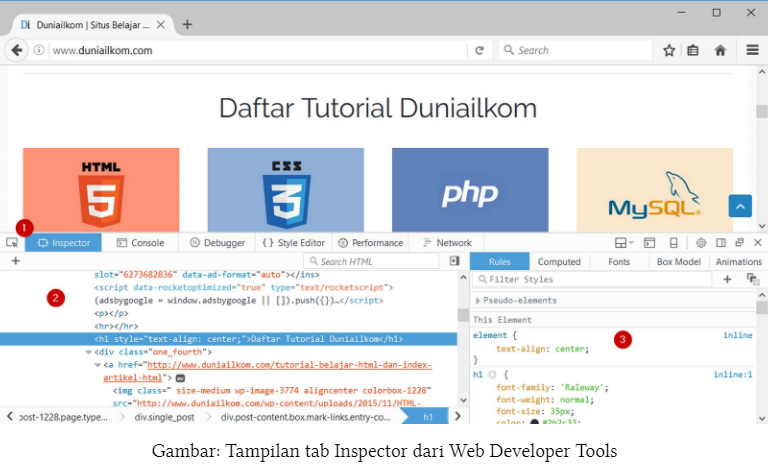 Duniailkom | Situs Belajar ...
www.duniailkom.com
Search
Daftar Tutorial Duniailkom
HTML
5
CSS
3
php
MySQL
1
Inspector
Console
Debugger
{ } Style Editor
Performance
Network
+
Search HTML
2
slot="6273682836" data-ad-format="auto"></ins>
<script data-rocketoptimized="true" type="text/rocketscript">
(adsbygoogle = window.adsbygoogle || []).push({})…</script>
<p></p>
<hr></hr>
<h1 style="text-align: center;">Daftar Tutorial Duniailkom</h1>
<div class="one_fourth">
<a href="http://www.duniailkom.com/tutorial-belajar-html-dan-index-
artikel-html">
<img class=" size-medium wp-image-3774 aligncenter colorbox-1228"
src="http://www.duniailkom.com/wp-content/uploads/2015/11/HTML-
post-1228.page.type...
div.single_post
div.post-content.box.mark-links.entry-co...
h1
Rules
Computed
Fonts
Box Model
Animations
Filter Styles
+
Pseudo-elements
This Element
element {
inline
3
text-align: center;
}
h1 {
inline:1
font-family: 'Raleway';
font-weight: normal;
font-size: 35px;
color: #2b2c33;
Gambar: Tampilan tab Inspector dari Web Developer Tools